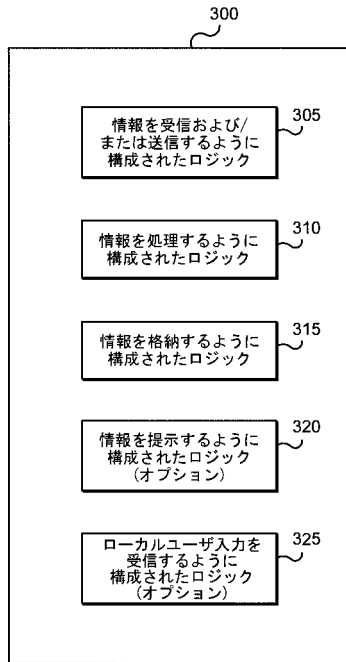 300
情報を受信および/
または送信するように
構成されたロジック
305
情報を処理するように
構成されたロジック
310
情報を格納するように
構成されたロジック
315
情報を提示するように
構成されたロジック
(オプション)
320
ローカルユーザ入力を
受信するように
構成されたロジック
(オプション)
325